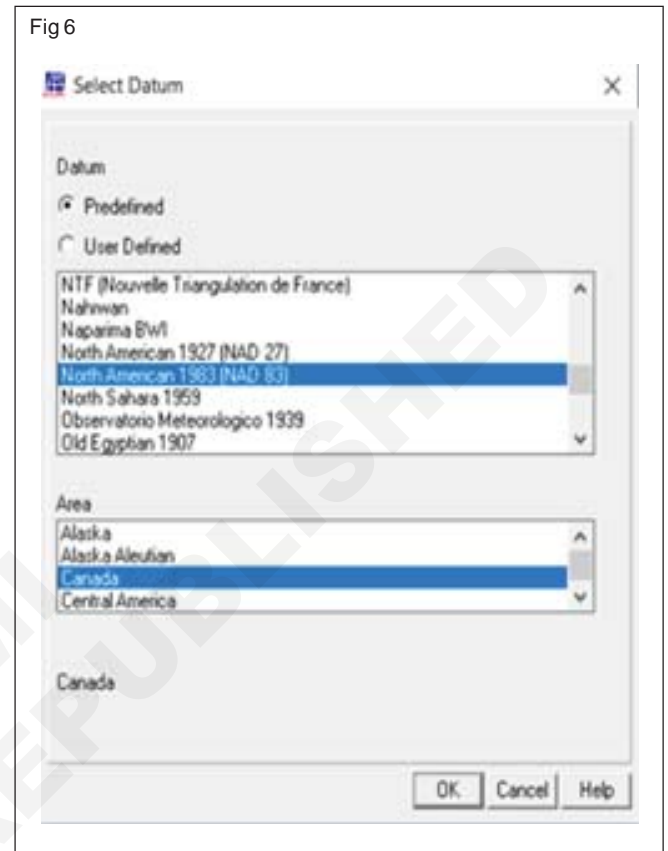 Fig 6
Select Datum
Datum
Predefined
User Defined
NTF (Nouvelle Triangulation de France)
Nahrwan
Naparima BWI
North American 1927 (NAD 27)
North American 1983 (NAD 83)
North Sahara 1959
Observatorio Meteorologico 1939
Old Egyptian 1907
Area
Alaska
Alaska Aleutian
Canada
Central America
Canada
OK Cancel Help